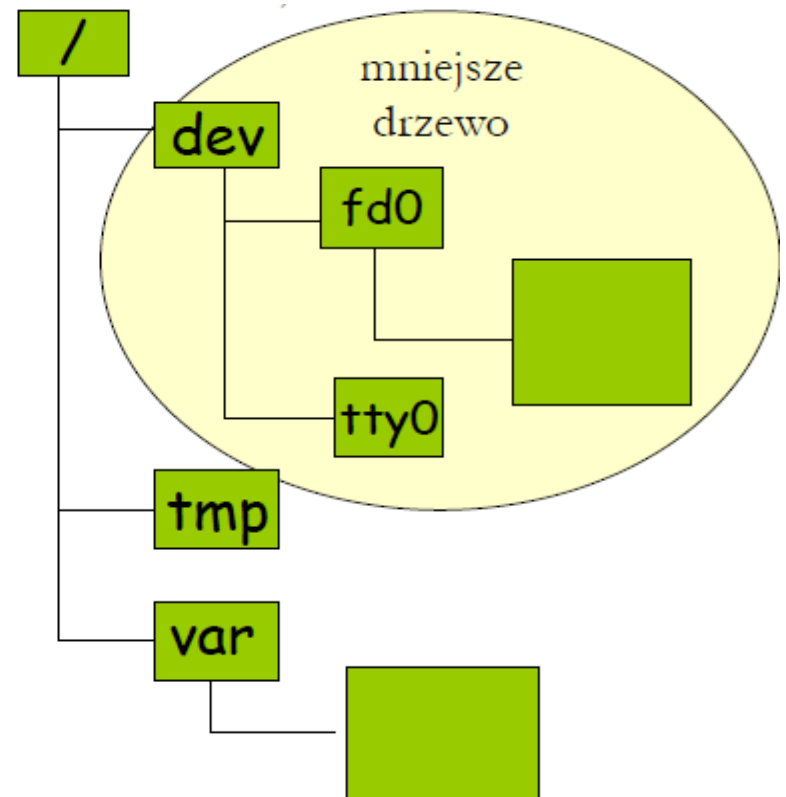 /
mniejsze
drzewo
dev
fd0
tty0
tmp
var